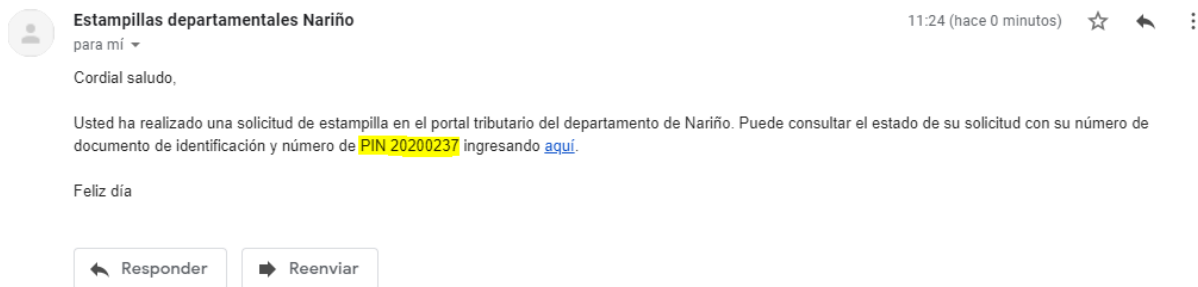 Estampillas departamentales Nariño
11:24 (hace 0 minutos)
para mí
Cordial saludo,
Usted ha realizado una solicitud de estampilla en el portal tributario del departamento de Nariño. Puede consultar el estado de su solicitud con su número de
documento de identificación y número de PIN 20200237 ingresando aquí.
Feliz día
Responder
Reenviar